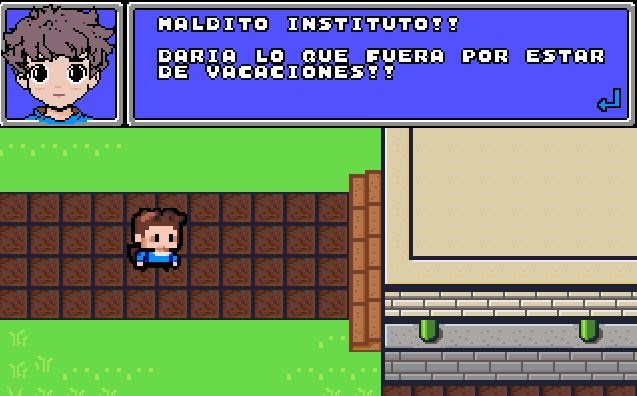 MALDITO INSTITUTO!!
DARIA LO QUE FUERA POR ESTAR
DE VACACIONES!!